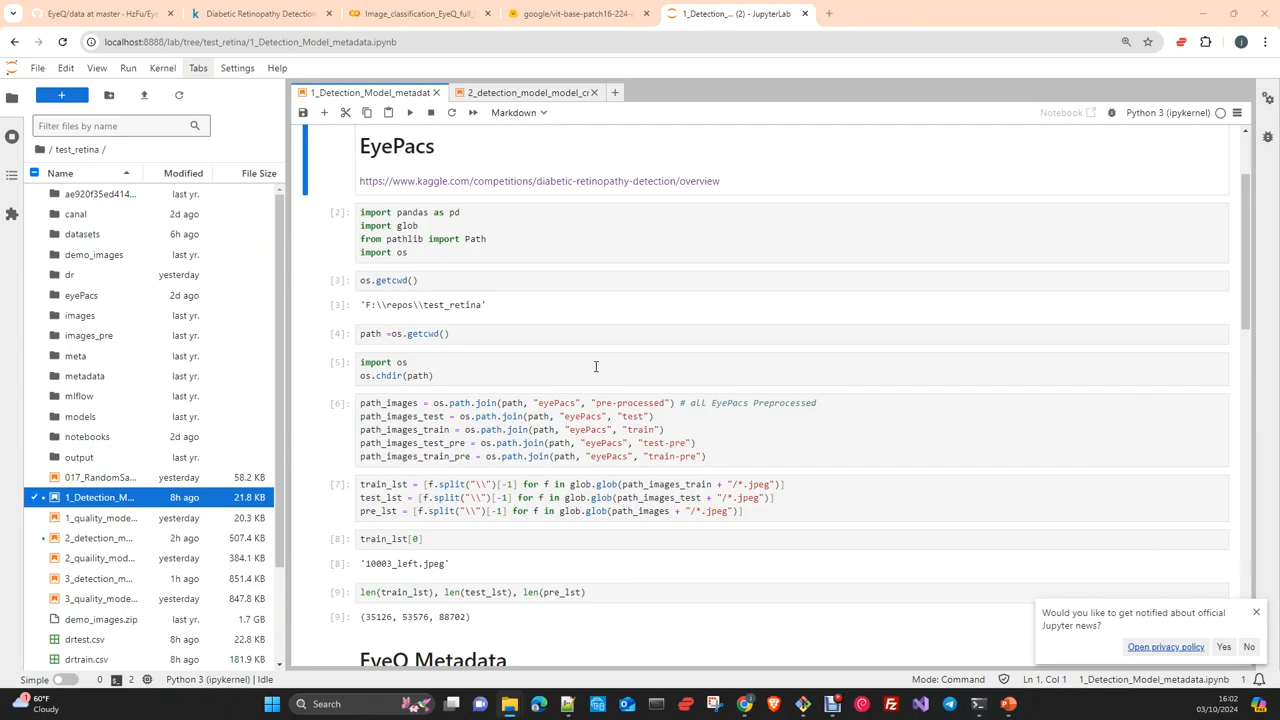 EyeQ/data at master · HzFu/Eye
Diabetic Retinopathy Detection
Image_classification_EyeQ_full_
google/vit-base-patch16-224-
1_Detection_... (2) - JupyterLab
localhost:8888/lab/tree/test_retina/1_Detection_Model_metadata.ipynb
File Edit View Run Kernel Tabs Settings Help
1_Detection_Model_metadat
2_detection_model_cr
Markdown
Notebook
Python 3 (ipykernel)
Filter files by name
/ test_retina /
Name Modified File Size
ae920f35ed414... last yr.
canal 2d ago
datasets 6h ago
demo_images last yr.
dr yesterday
eyePacs 2d ago
images last yr.
images_pre last yr.
meta last yr.
metadata last yr.
mlflow last yr.
models last yr.
notebooks last yr.
output last yr.
017_RandomSa... yesterday 58.2 KB
1_Detection_M... 8h ago 21.8 KB
1_quality_mode... yesterday 20.3 KB
2_detection_m... 2h ago 507.4 KB
2_quaility_mod... yesterday 384.1 KB
3_detection_m... 1h ago 851.4 KB
3_quality_mode... yesterday 847.8 KB
demo_images.zip last yr. 1.7 GB
drtest.csv 8h ago 22.8 KB
drtrain.csv 8h ago 181.9 KB
EyePacs
https://www.kaggle.com/competitions/diabetic-retinopathy-detection/overview
[2]: import pandas as pd
import glob
from pathlib import Path
import os
[3]: os.getcwd()
[3]: 'F:\\repos\\test_retina'
[4]: path =os.getcwd()
[5]: import os
os.chdir(path)
[6]: path_images = os.path.join(path, "eyePacs", "pre-processed") # all EyePacs Preprocessed
path_images_test = os.path.join(path, "eyePacs", "test")
path_images_train = os.path.join(path, "eyePacs", "train")
path_images_test_pre = os.path.join(path, "eyePacs", "test-pre")
path_images_train_pre = os.path.join(path, "eyePacs", "train-pre")
[7]: train_lst = [f.split("\\")[-1] for f in glob.glob(path_images_train + "/*.jpeg")]
test_lst = [f.split("\\")[-1] for f in glob.glob(path_images_test + "/*.jpeg")]
pre_lst = [f.split("\\")[-1] for f in glob.glob(path_images + "/*.jpeg")]
[8]: train_lst[0]
[8]: '10003_left.jpeg'
[9]: len(train_lst), len(test_lst), len(pre_lst)
[9]: (35126, 53576, 88702)
EyeQ Metadata
Would you like to get notified about official
Jupyter news?
Open privacy policy Yes No
Simple 0 2 Python 3 (ipykernel) | Idle
Mode: Command Ln 1, Col 1 1_Detection_Model_metadata.ipynb 1
60°F
Cloudy
Search
16:02
03/10/2024